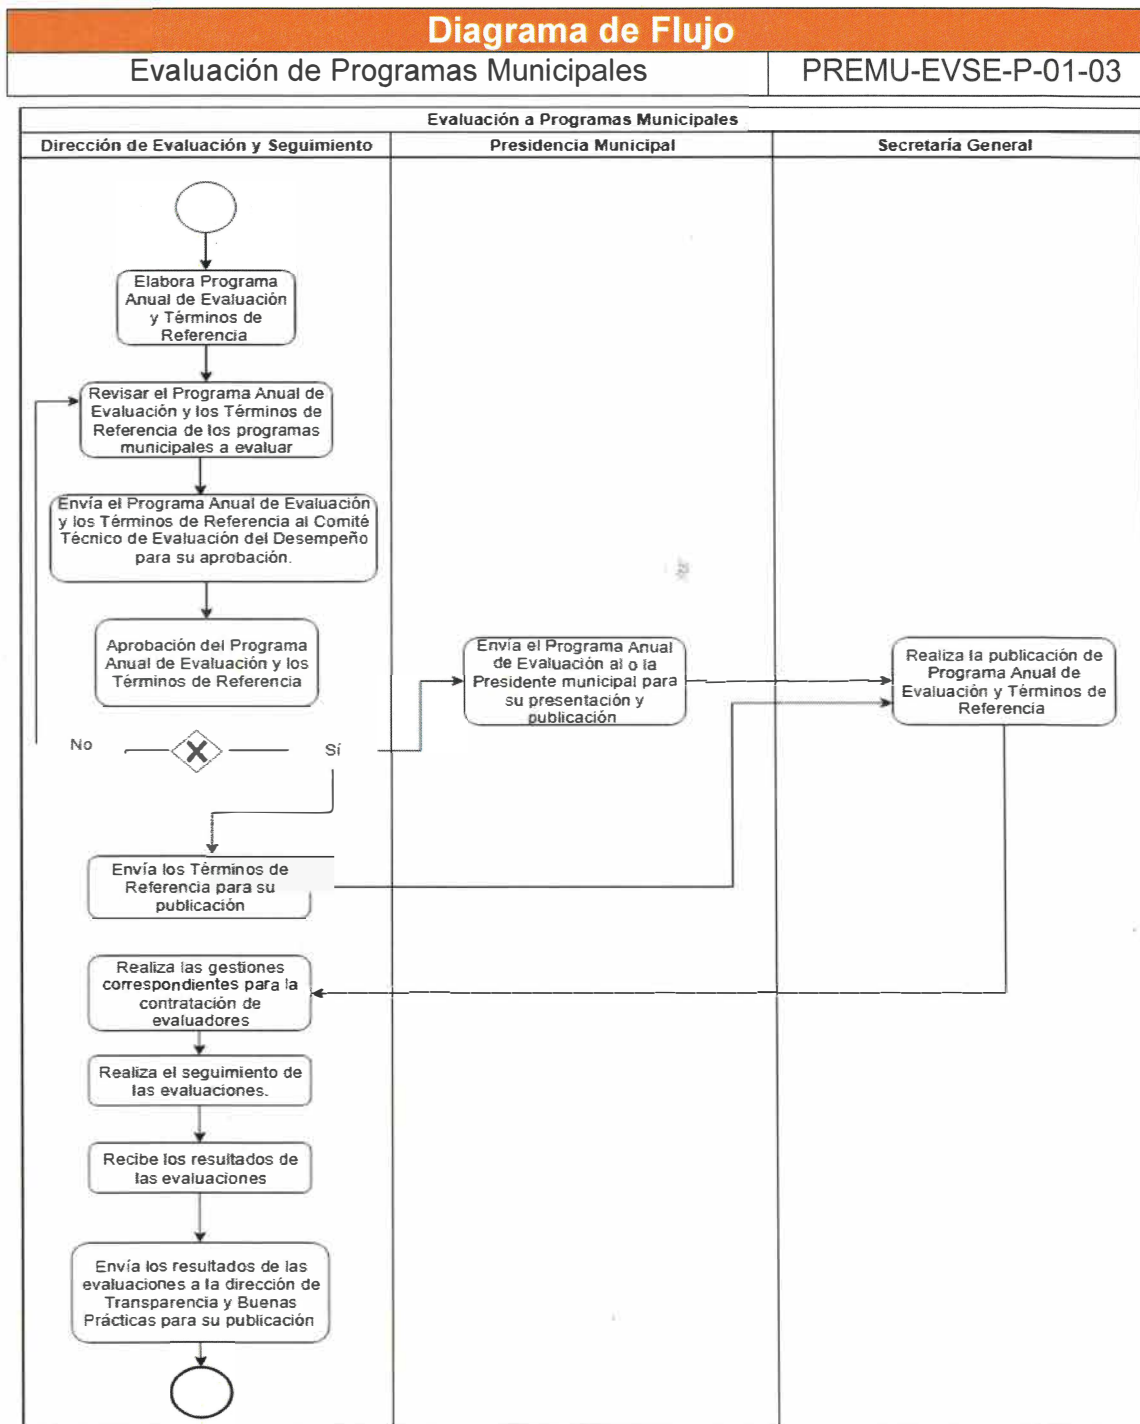 Diagrama de Flujo
Evaluación de Programas Municipales
PREMU-EVSE-P-01-03
Evaluación a Programas Municipales
Dirección de Evaluación y Seguimiento
Presidencia Municipal
Secretaría General
Elabora Programa
Anual de Evaluación
y Términos de
Referencia
Revisar el Programa Anual de
Evaluación y los Términos de
Referencia de los programas
municipales a evaluar
Envía el Programa Anual de Evaluación
y los Términos de Referencia al Comité
Técnico de Evaluación del Desempeño
para su aprobación.
Aprobación del Programa
Anual de Evaluación y los
Términos de Referencia
Envía el Programa Anual
de Evaluación al o la
Presidente municipal para
su presentación y
publicación
Realiza la publicación de
Programa Anual de
Evaluación y Términos de
Referencia
No
Sí
Envía los Términos de
Referencia para su
publicación
Realiza las gestiones
correspondientes para la
contratación de
evaluadores
Realiza el seguimiento de
las evaluaciones.
Recibe los resultados de
las evaluaciones
Envía los resultados de las
evaluaciones a la dirección de
Transparencia y Buenas
Prácticas para su publicación